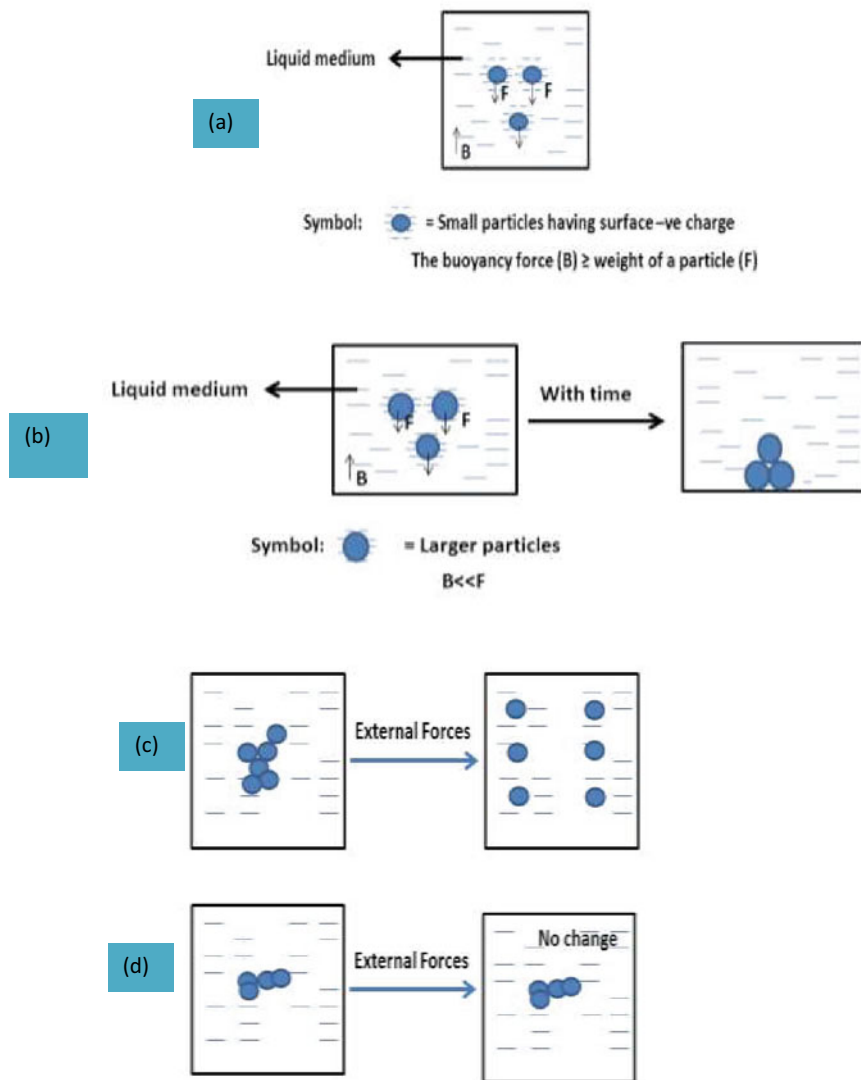 Liquid medium
F F
(a)
B
Symbol: = Small particles having surface –ve charge
The buoyancy force (B) ≥ weight of a particle (F)
Liquid medium
With time
F F
(b)
B
Symbol: = Larger particles
B<<F
(c)
External Forces
(d)
External Forces
No change